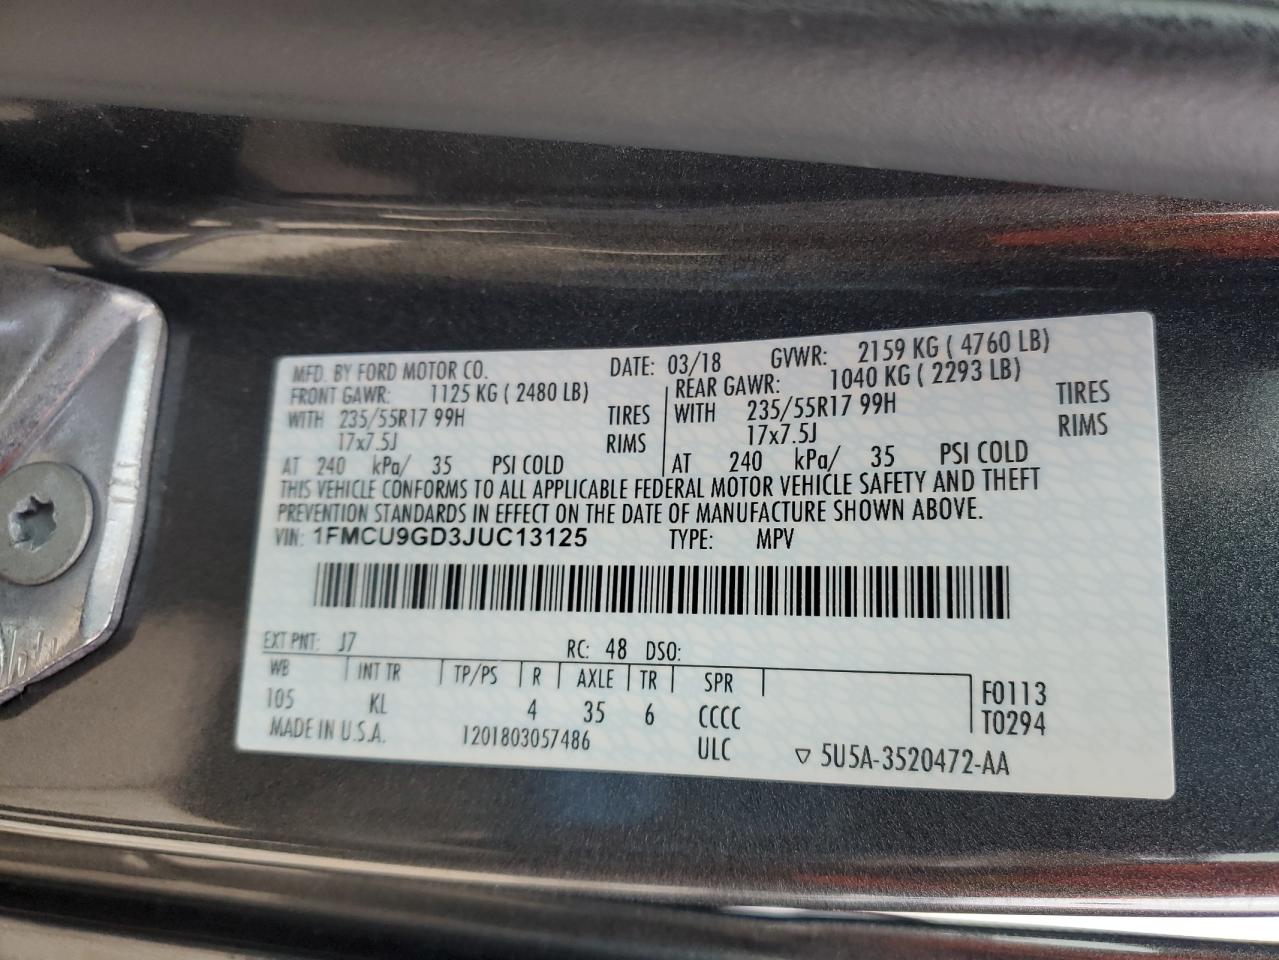 MFD. BY FORD MOTOR CO. DATE: 03/18 GVWR: 2159 KG ( 4760 LB)
FRONT GAWR: 1125 KG ( 2480 LB) REAR GAWR: 1040 KG ( 2293 LB)
WITH 235/55R17 99H TIRES WITH 235/55R17 99H TIRES
17x7.5J RIMS 17x7.5J RIMS
AT 240 kPa/ 35 PSI COLD AT 240 kPa/ 35 PSI COLD
THIS VEHICLE CONFORMS TO ALL APPLICABLE FEDERAL MOTOR VEHICLE SAFETY AND THEFT
PREVENTION STANDARDS IN EFFECT ON THE DATE OF MANUFACTURE SHOWN ABOVE.
VIN: 1FMCU9GD3JUC13125 TYPE: MPV
EXT PNT: J7 RC: 48 DSO:
WB INT TR TP/PS R AXLE TR SPR F0113
105 KL 4 35 6 CCCC T0294
MADE IN U.S.A. 1201803057486 ULC ▽ 5U5A-3520472-AA